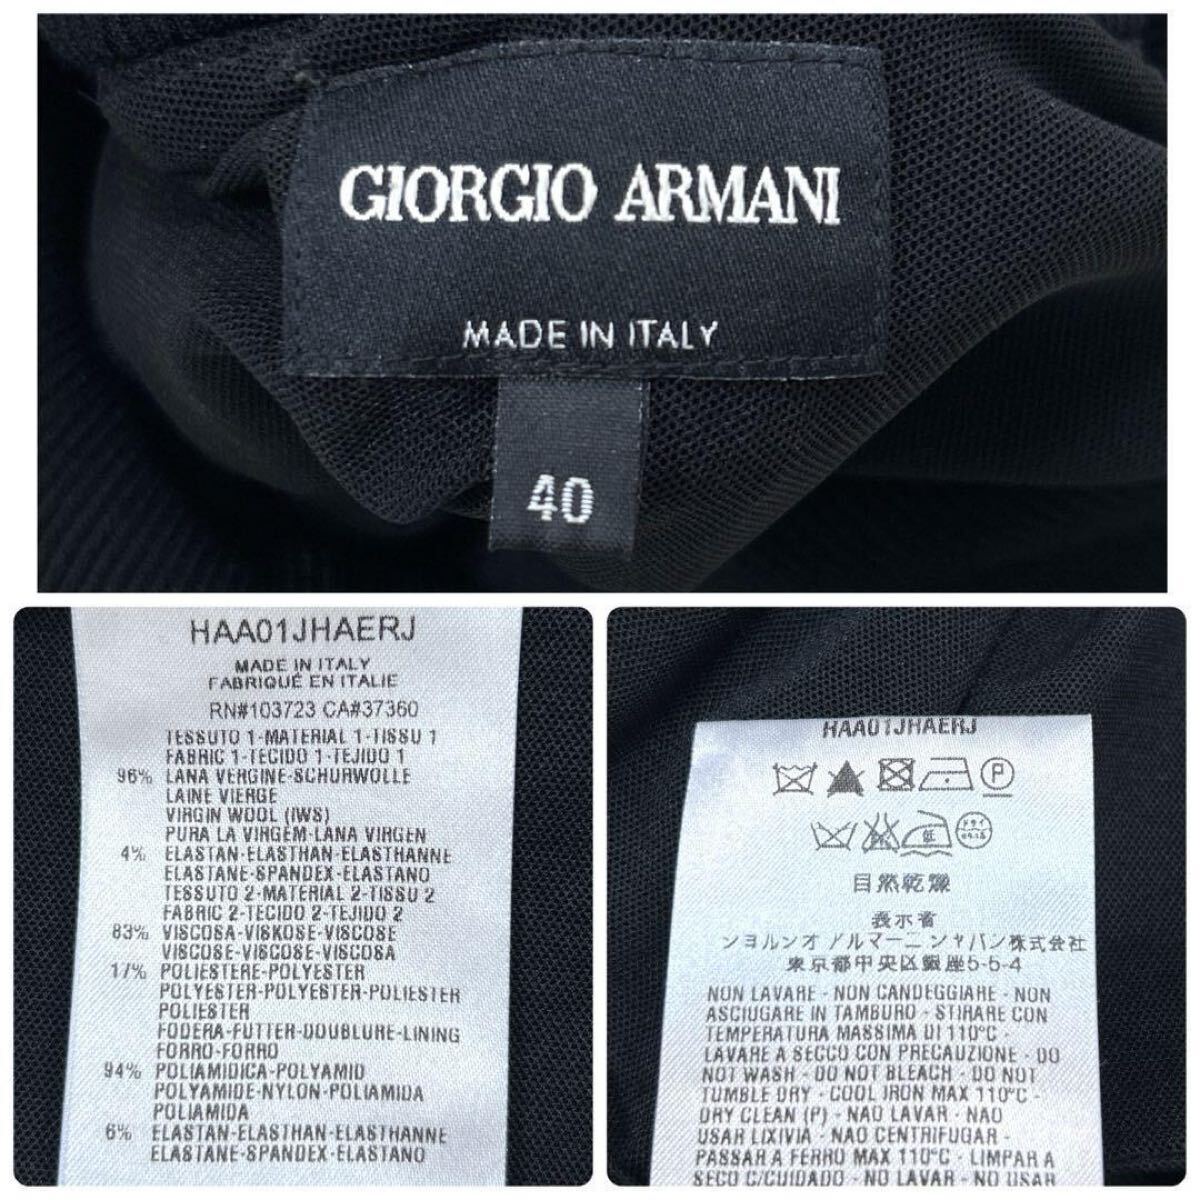 GIORGIO ARMANI
MADE IN ITALY
40
HAA01JHAERJ
MADE IN ITALY
FABRIQUÉ EN ITALIE
RN#103723 CA#37360
TESSUTO 1-MATERIAL 1-TISSU 1
FABRIC 1-TECIDO 1-TEJIDO 1
96% LANA VERGINE-SCHURWOLLE
LAINE VIERGE
VIRGIN WOOL (IWS)
PURA LA VIRGEM-LANA VIRGEN
4% ELASTAN-ELASTHAN-ELASTHANNE
ELASTANE-SPANDEX-ELASTANO
TESSUTO 2-MATERIAL 2-TISSU 2
FABRIC 2-TECIDO 2-TEJIDO 2
83% VISCOSA-VISKOSE-VISCOSE
VISCOSE-VISCOSE-VISCOSA
17% POLIESTERE-POLYESTER
POLYESTER-POLYESTER-POLIESTER
POLIESTER
FODERA-FUTTER-DOUBLURE-LINING
FORRO-FORRO
94% POLIAMIDICA-POLYAMID
POLYAMIDE-NYLON-POLIAMIDA
POLIAMIDA
6% ELASTAN-ELASTHAN-ELASTHANNE
ELASTANE-SPANDEX-ELASTANO
HAA01JHAERJ
P
低 ドライ
自然乾燥
表示者
ジョルジオ アルマーニ ジャパン株式会社
東京都中央区銀座5-5-4
NON LAVARE - NON CANDEGGIARE - NON
ASCIUGARE IN TAMBURO - STIRARE CON
TEMPERATURA MASSIMA DI 110°C -
LAVARE A SECCO CON PRECAUZIONE - DO
NOT WASH - DO NOT BLEACH - DO NOT
TUMBLE DRY - COOL IRON MAX 110°C -
DRY CLEAN (P) - NAO LAVAR - NAO
USAR LIXIVIA - NAO CENTRIFUGAR -
PASSAR A FERRO MAX 110°C - LIMPAR A
SECO C/CUIDADO - NO LAVAR - NO USAR